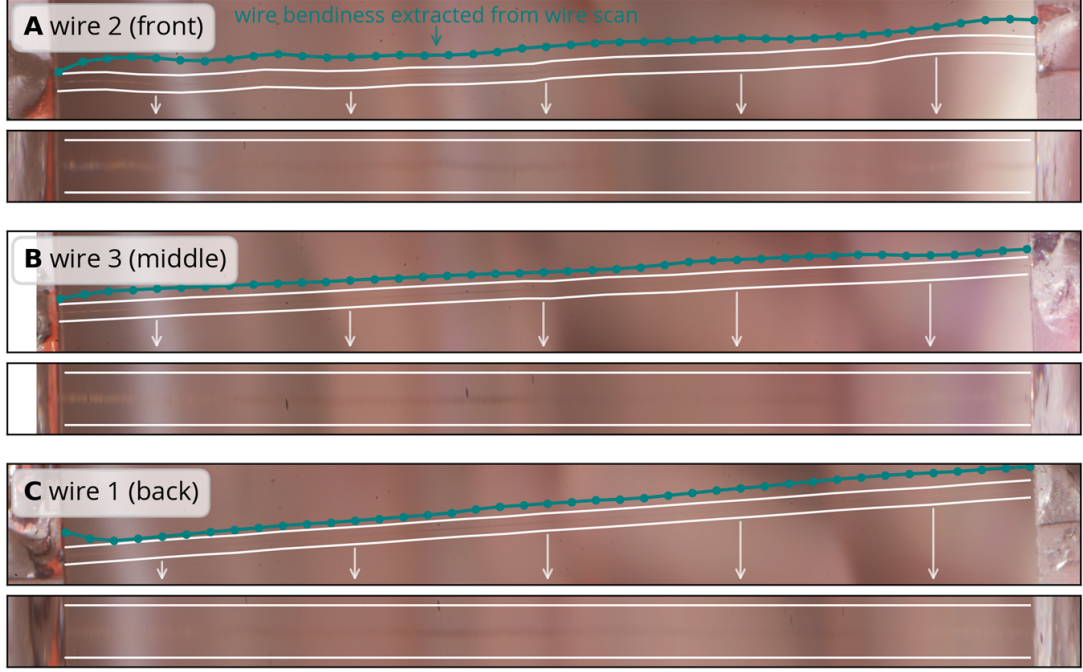 wire bendiness extracted from wire scan
A wire 2 (front)
B wire 3 (middle)
C wire 1 (back)